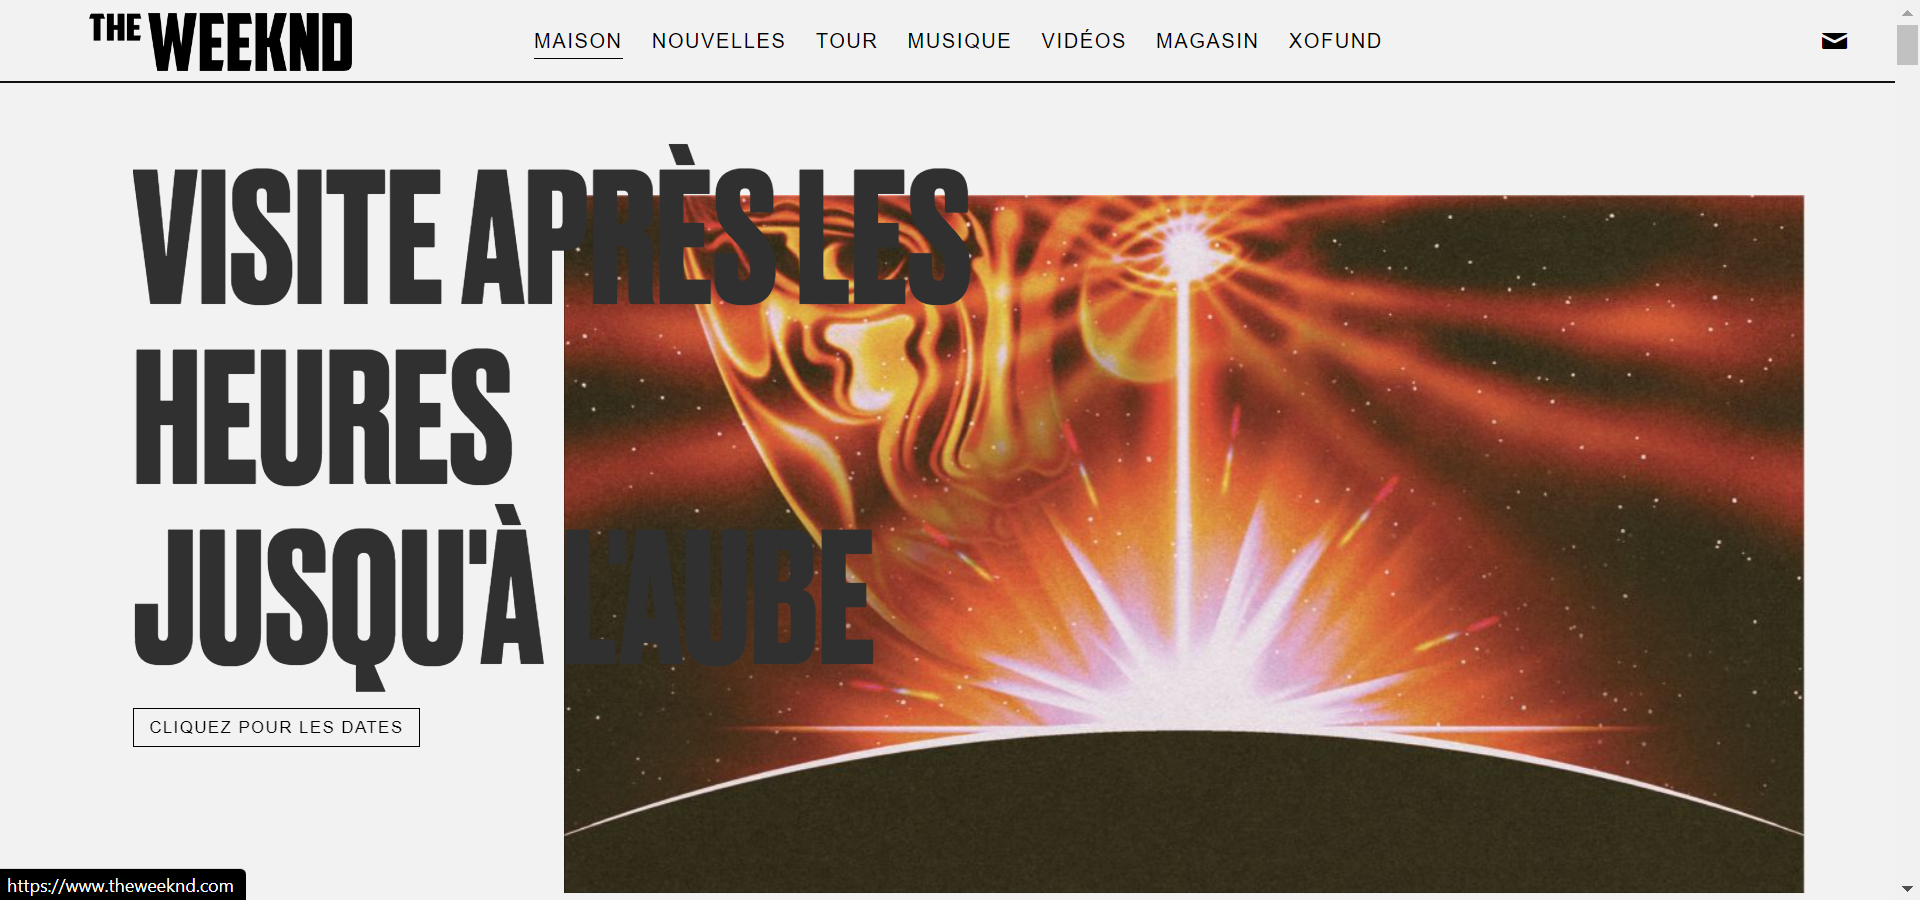 THE WEEKND
MAISON NOUVELLES TOUR MUSIQUE VIDÉOS MAGASIN XOFUND
VISITE APRÈS LES
HEURES
JUSQU'À L'AUBE
CLIQUEZ POUR LES DATES
https://www.theweeknd.com